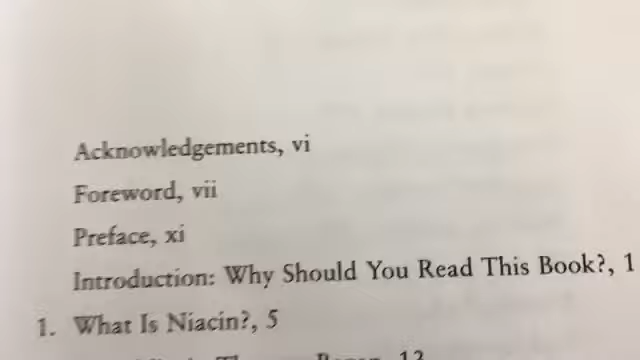 Acknowledgements, vi
Foreword, vii
Preface, xi
Introduction: Why Should You Read This Book?, 1
1. What Is Niacin?, 5
12